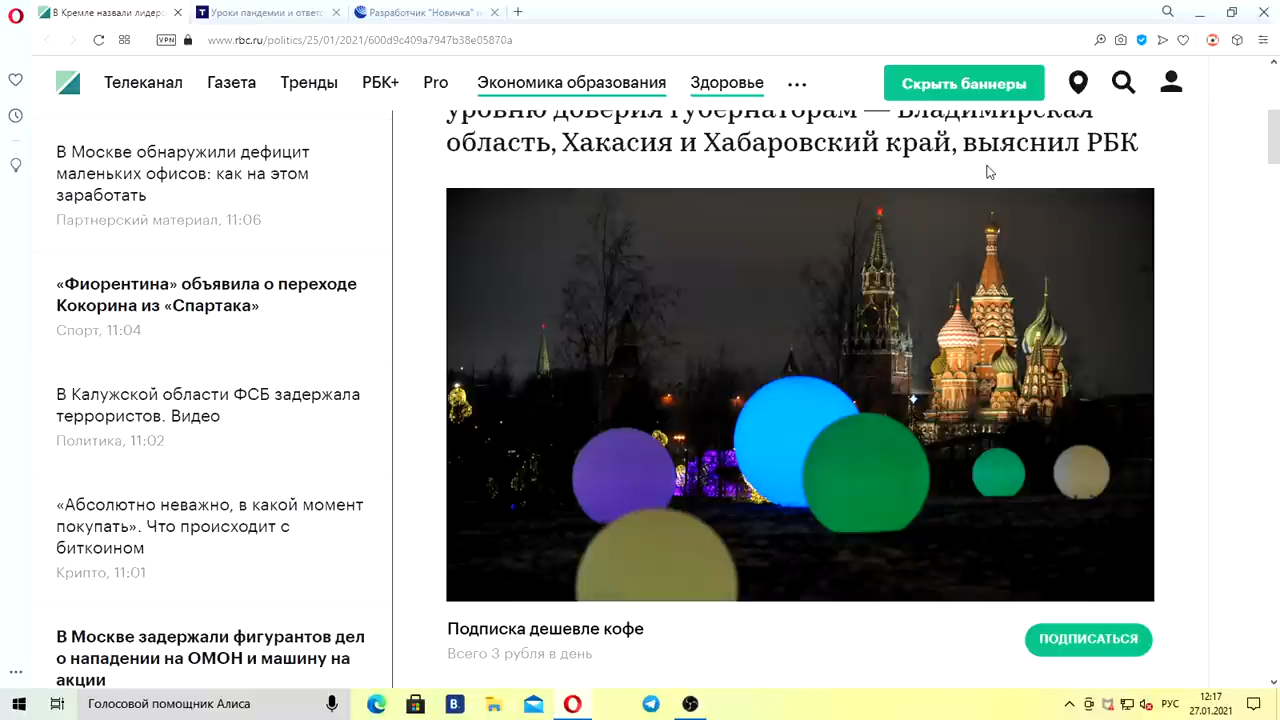 В Кремле назвали лидеро
Уроки пандемии и ответс
Разработчик "Новичка" н
VPN
www.rbc.ru/politics/25/01/2021/600d9c409a7947b38e05870a
Телеканал
Газета
Тренды
РБК+
Pro
Экономика образования
Здоровье
Скрыть баннеры
уровню доверия губернаторам — Владимирская
область, Хакасия и Хабаровский край, выяснил РБК
В Москве обнаружили дефицит
маленьких офисов: как на этом
заработать
Партнерский материал, 11:06
«Фиорентина» объявила о переходе
Кокорина из «Спартака»
Спорт, 11:04
В Калужской области ФСБ задержала
террористов. Видео
Политика, 11:02
«Абсолютно неважно, в какой момент
покупать». Что происходит с
биткоином
Крипто, 11:01
В Москве задержали фигурантов дел
о нападении на ОМОН и машину на
акции
Подписка дешевле кофе
Всего 3 рубля в день
ПОДПИСАТЬСЯ
Голосовой помощник Алиса
B.
РУС
12:17
27.01.2021